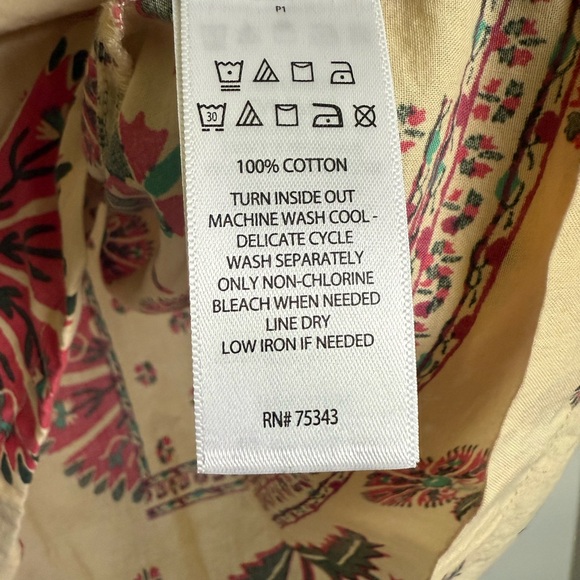 P1
30
100% COTTON
TURN INSIDE OUT
MACHINE WASH COOL -
DELICATE CYCLE
WASH SEPARATELY
ONLY NON-CHLORINE
BLEACH WHEN NEEDED
LINE DRY
LOW IRON IF NEEDED
RN# 75343